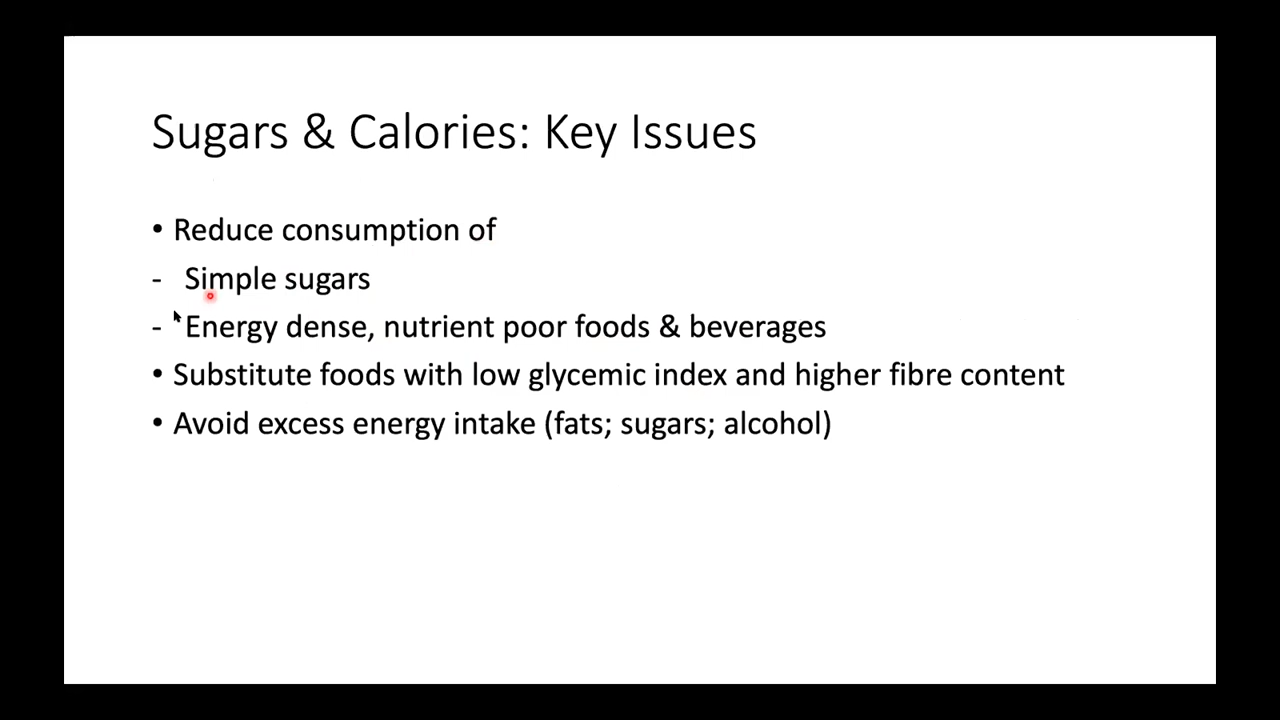 Sugars & Calories: Key Issues
• Reduce consumption of
- Simple sugars
- Energy dense, nutrient poor foods & beverages
• Substitute foods with low glycemic index and higher fibre content
• Avoid excess energy intake (fats; sugars; alcohol)